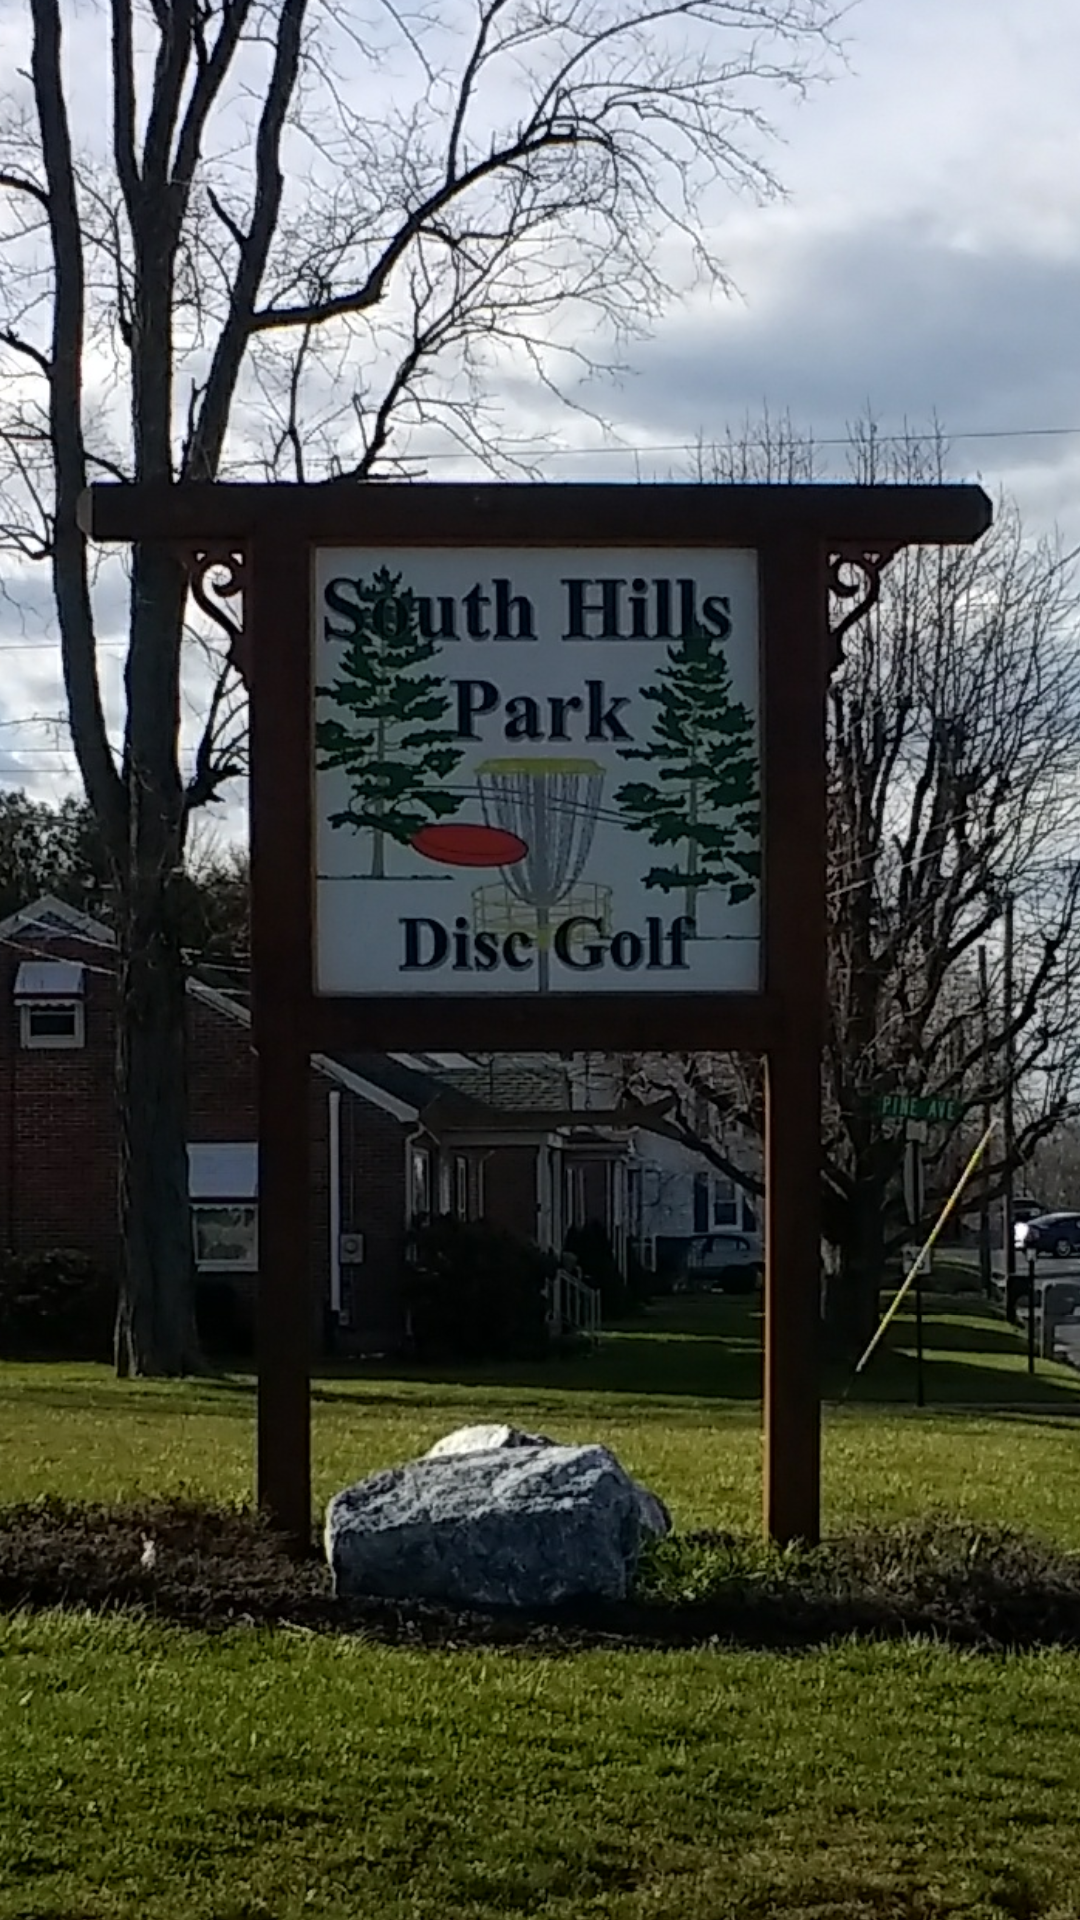 South Hills
Park
Disc Golf
PINE AVE